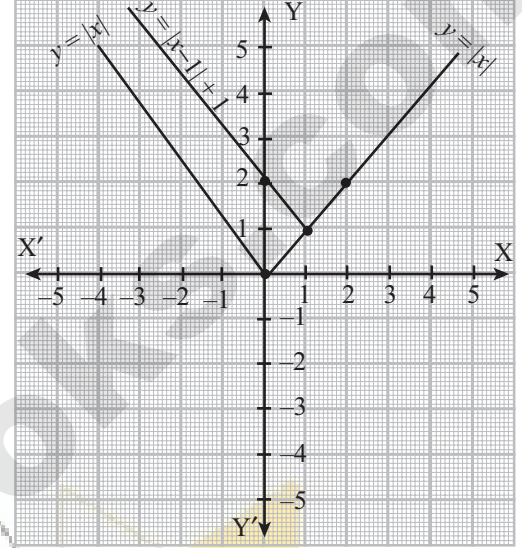 Y
y = |x|
y = |x–1| + 1
y = |x|
5
4
3
2
1
X′
X
–5 –4 –3 –2 –1 1 2 3 4 5
–1
–2
–3
–4
–5
Y′